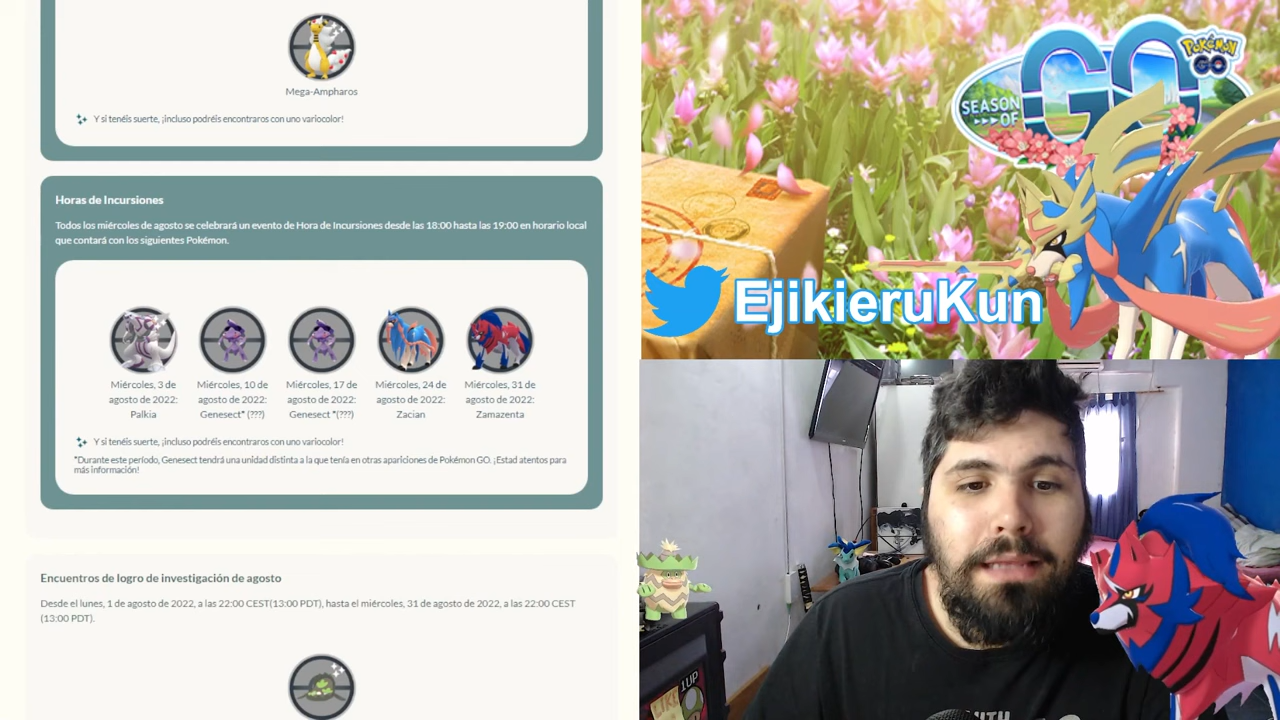 Mega-Ampharos
Y si tenéis suerte, ¡incluso podréis encontraros con uno variocolor!
Horas de Incursiones
Todos los miércoles de agosto se celebrará un evento de Hora de Incursiones desde las 18:00 hasta las 19:00 en horario local
que contará con los siguientes Pokémon.
Miércoles, 3 de
agosto de 2022:
Palkia
Miércoles, 10 de
agosto de 2022:
Genesect* (???)
Miércoles, 17 de
agosto de 2022:
Genesect *(???)
Miércoles, 24 de
agosto de 2022:
Zacian
Miércoles, 31 de
agosto de 2022:
Zamazenta
Y si tenéis suerte, ¡incluso podréis encontraros con uno variocolor!
*Durante este período, Genesect tendrá una unidad distinta a la que tenía en otras apariciones de Pokémon GO. ¡Estad atentos para
más información!
Encuentros de logro de investigación de agosto
Desde el lunes, 1 de agosto de 2022, a las 22:00 CEST(13:00 PDT), hasta el miércoles, 31 de agosto de 2022, a las 22:00 CEST
(13:00 PDT).
POKÉMON
GO
SEASON
OF
GO
EjikieruKun
1UP
LIKE
WITH